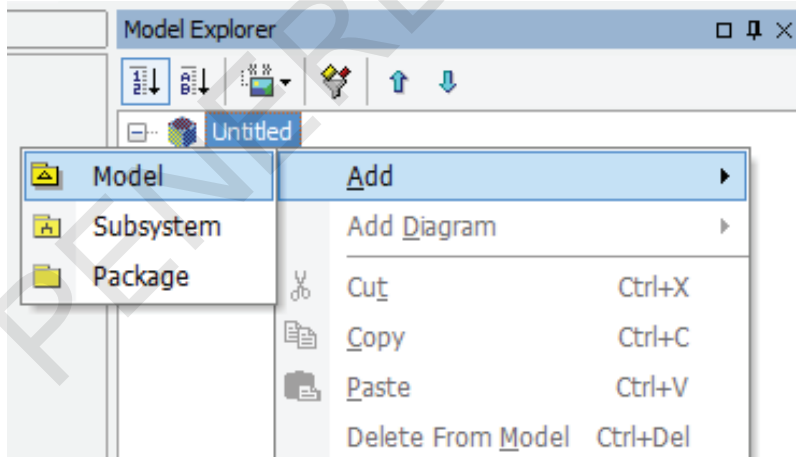 Model Explorer
Untitled
Model
Add
Subsystem
Add Diagram
Package
Cut Ctrl+X
Copy Ctrl+C
Paste Ctrl+V
Delete From Model Ctrl+Del
PENER